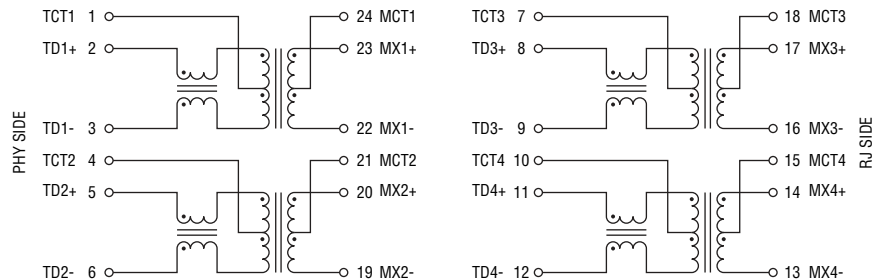 TCT1 1 24 MCT1 TCT3 7 18 MCT3
TD1+ 2 23 MX1+ TD3+ 8 17 MX3+
TD1- 3 22 MX1- TD3- 9 16 MX3-
PHY SIDE
RJ SIDE
TCT2 4 21 MCT2 TCT4 10 15 MCT4
TD2+ 5 20 MX2+ TD4+ 11 14 MX4+
TD2- 6 19 MX2- TD4- 12 13 MX4-